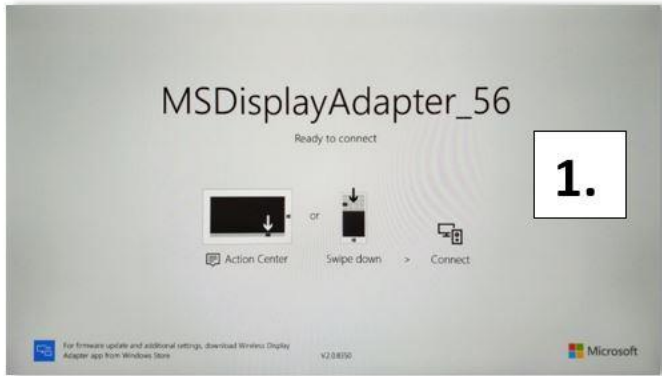 MSDisplayAdapter_56
Ready to connect
1.
or
Action Center
Swipe down
>
Connect
For firmware update and additional settings, download Wireless Display
Adapter app from Windows Store
V2.0.8350
Microsoft